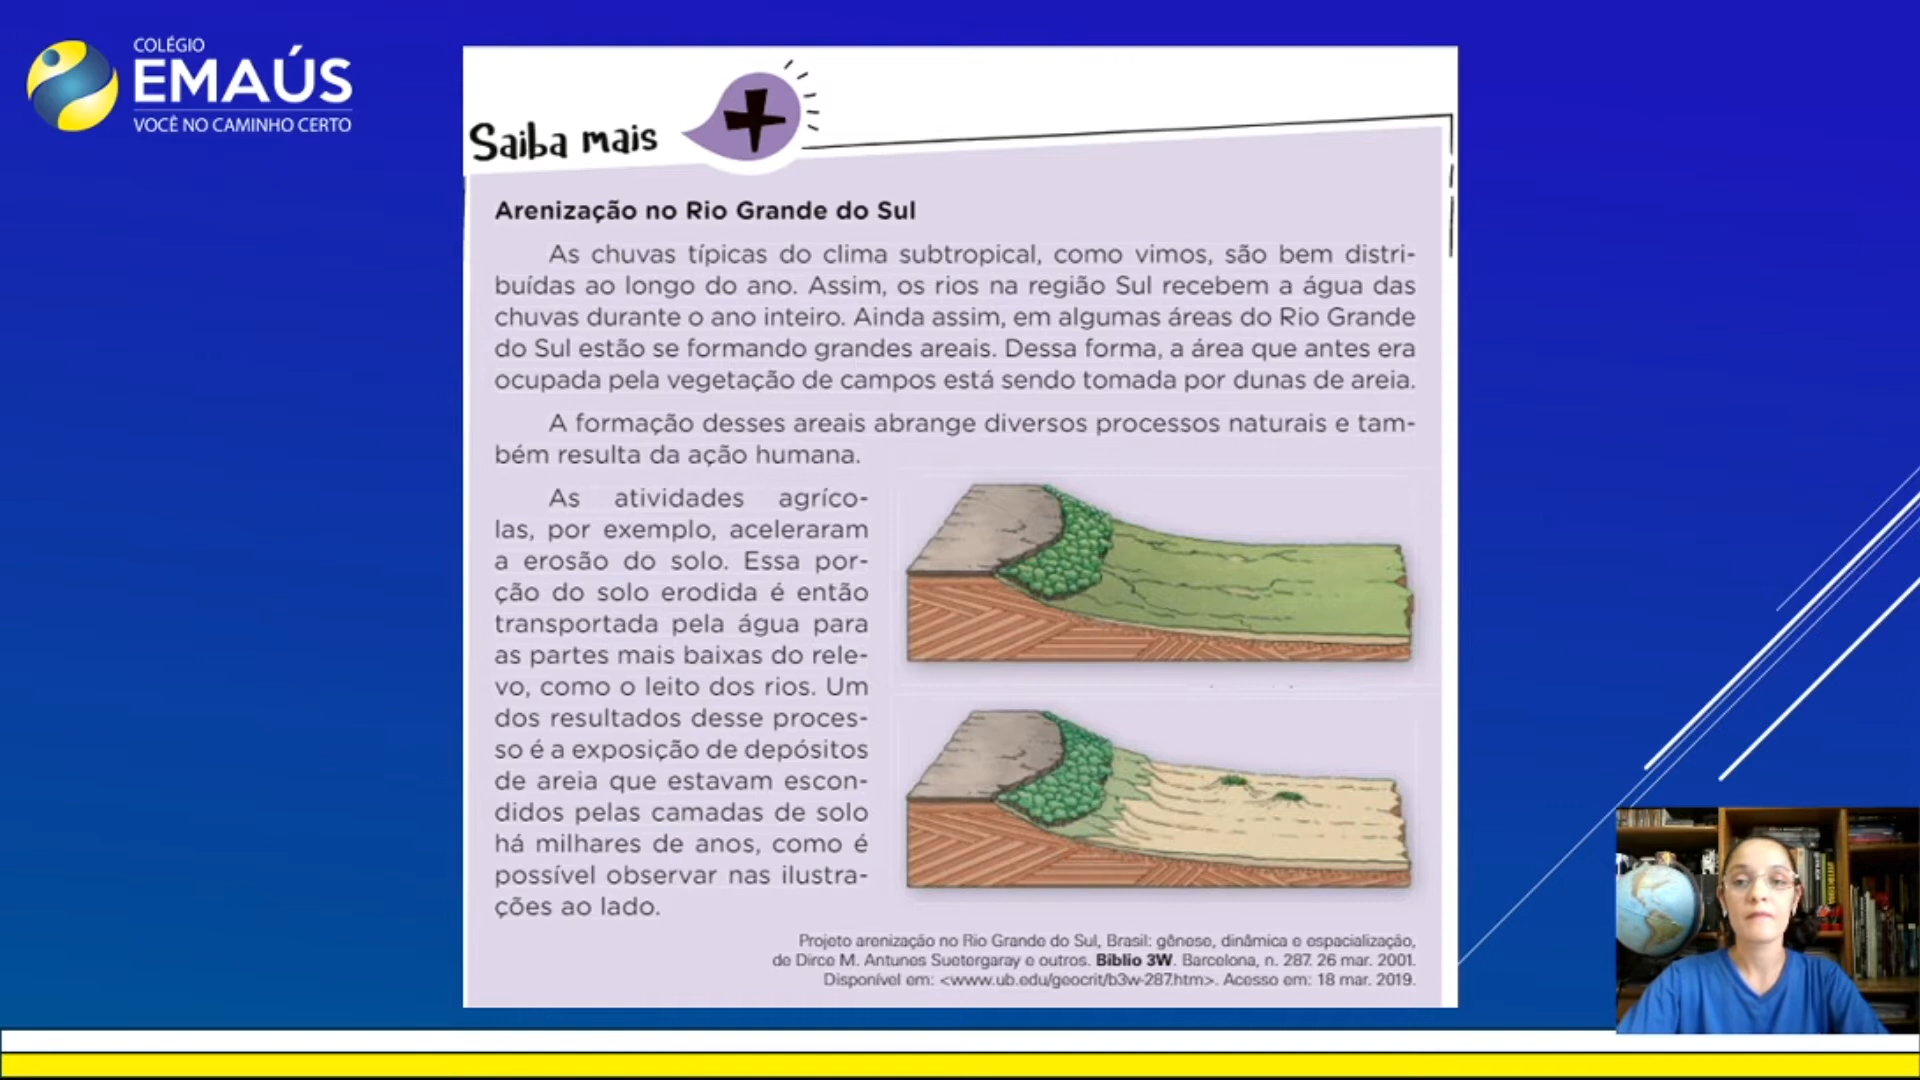 COLÉGIO
EMAÚS
VOCÊ NO CAMINHO CERTO
Saiba mais
Arenização no Rio Grande do Sul
As chuvas típicas do clima subtropical, como vimos, são bem distri-
buídas ao longo do ano. Assim, os rios na região Sul recebem a água das
chuvas durante o ano inteiro. Ainda assim, em algumas áreas do Rio Grande
do Sul estão se formando grandes areais. Dessa forma, a área que antes era
ocupada pela vegetação de campos está sendo tomada por dunas de areia.
A formação desses areais abrange diversos processos naturais e tam-
bém resulta da ação humana.
As atividades agríco-
las, por exemplo, aceleraram
a erosão do solo. Essa por-
ção do solo erodida é então
transportada pela água para
as partes mais baixas do rele-
vo, como o leito dos rios. Um
dos resultados desse proces-
so é a exposição de depósitos
de areia que estavam escon-
didos pelas camadas de solo
há milhares de anos, como é
possível observar nas ilustra-
ções ao lado.
Projeto arenização no Rio Grande do Sul, Brasil: gênese, dinâmica e espacialização,
de Dirce M. Antunes Suetergaray e outros. Biblio 3W. Barcelona, n. 287. 26 mar. 2001.
Disponível em: <www.ub.edu/geocrit/b3w-287.htm>. Acesso em: 18 mar. 2019.